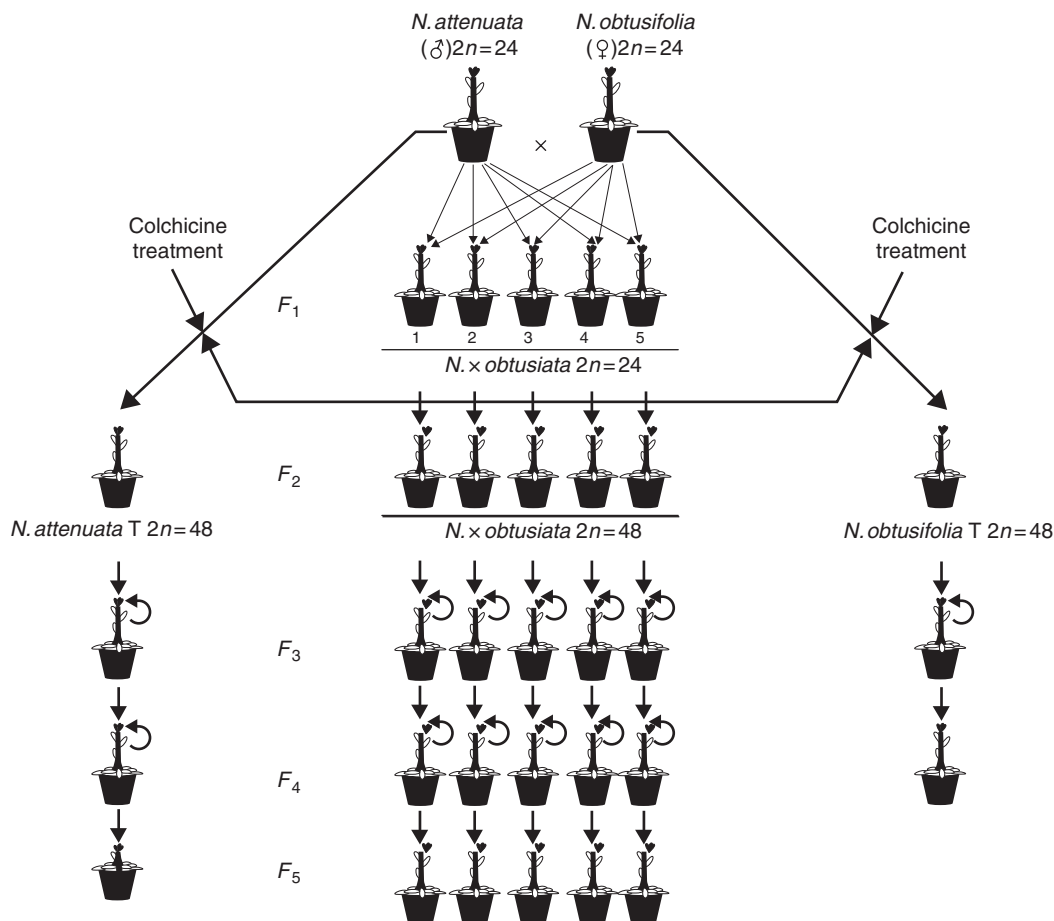 N. attenuata
(♂)2n=24
N. obtusifolia
(♀)2n=24
×
Colchicine
treatment
Colchicine
treatment
F1
1 2 3 4 5
N. × obtusiata 2n=24
F2
N. attenuata T 2n=48
N. × obtusiata 2n=48
N. obtusifolia T 2n=48
F3
F4
F5